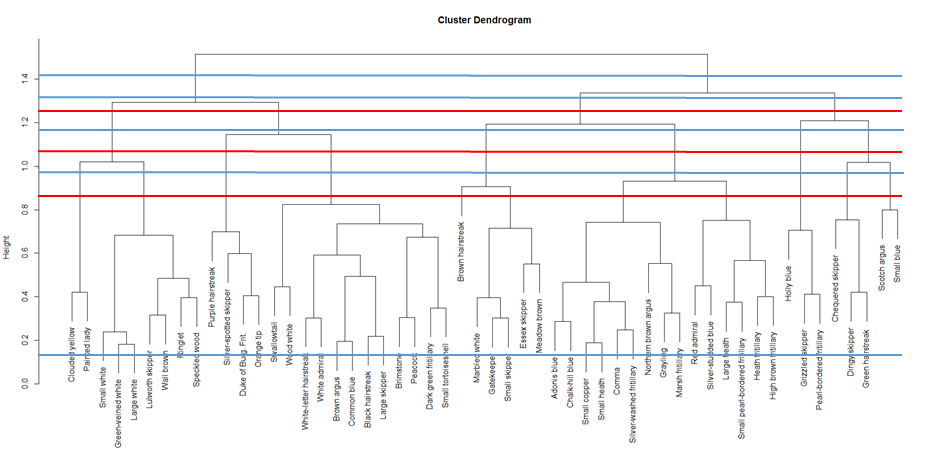 Cluster Dendrogram
Height
1.4
1.2
1.0
0.8
0.6
0.4
0.2
0.0
Clouded yellow
Painted lady
Small white
Green-veined white
Large white
Lulworth skipper
Wall brown
Ringlet
Speckled wood
Purple hairstreak
Silver-spotted skipper
Duke of Burg. Frit.
Orange tip
Swallowtail
Wood white
White-letter hairstreak
White admiral
Brown argus
Common blue
Black hairstreak
Large skipper
Brimstone
Peacock
Dark green fritillary
Small tortoiseshell
Brown hairstreak
Marbled white
Gatekeeper
Small skipper
Essex skipper
Meadow brown
Adonis blue
Chalk-hill blue
Small copper
Small heath
Comma
Silver-washed fritillary
Northern brown argus
Grayling
Marsh fritillary
Red admiral
Silver-studded blue
Large heath
Small pearl-bordered fritillary
Heath fritillary
High brown fritillary
Holly blue
Grizzled skipper
Pearl-bordered fritillary
Chequered skipper
Dingy skipper
Green hairstreak
Scotch argus
Small blue